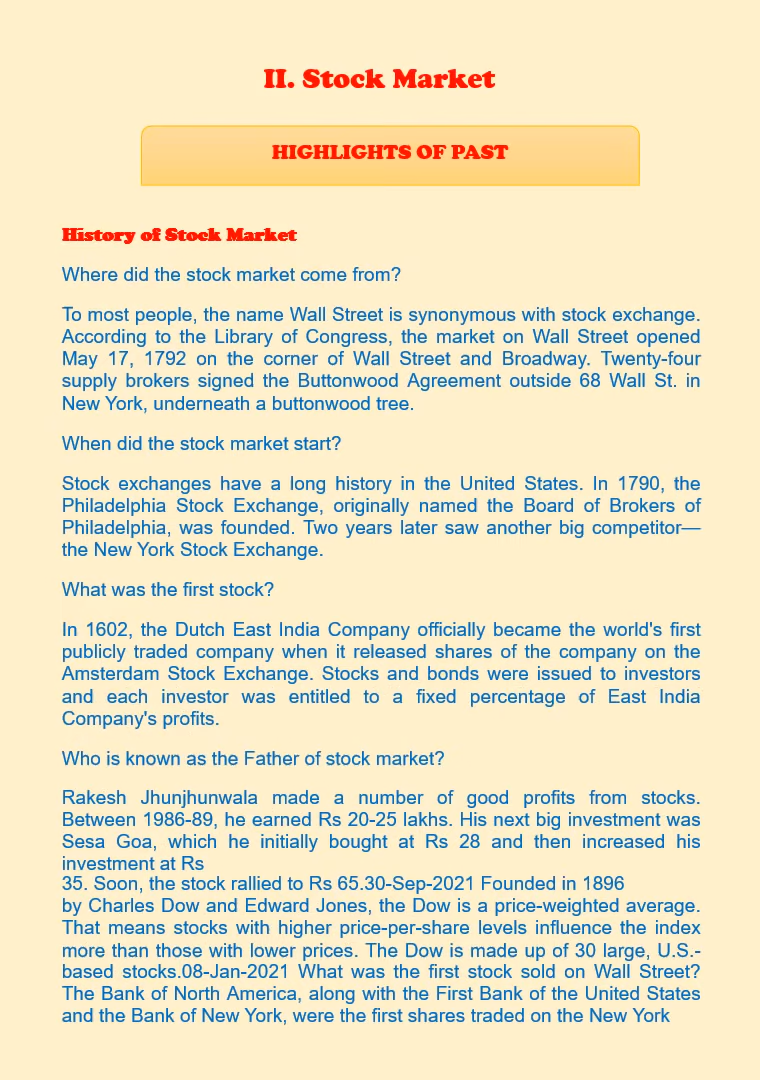 II. Stock Market
HIGHLIGHTS OF PAST
History of Stock Market
Where did the stock market come from?
To most people, the name Wall Street is synonymous with stock exchange.
According to the Library of Congress, the market on Wall Street opened
May 17, 1792 on the corner of Wall Street and Broadway. Twenty-four
supply brokers signed the Buttonwood Agreement outside 68 Wall St. in
New York, underneath a buttonwood tree.
When did the stock market start?
Stock exchanges have a long history in the United States. In 1790, the
Philadelphia Stock Exchange, originally named the Board of Brokers of
Philadelphia, was founded. Two years later saw another big competitor—
the New York Stock Exchange.
What was the first stock?
In 1602, the Dutch East India Company officially became the world's first
publicly traded company when it released shares of the company on the
Amsterdam Stock Exchange. Stocks and bonds were issued to investors
and each investor was entitled to a fixed percentage of East India
Company's profits.
Who is known as the Father of stock market?
Rakesh Jhunjhunwala made a number of good profits from stocks.
Between 1986-89, he earned Rs 20-25 lakhs. His next big investment was
Sesa Goa, which he initially bought at Rs 28 and then increased his
investment at Rs
35. Soon, the stock rallied to Rs 65.30-Sep-2021 Founded in 1896
by Charles Dow and Edward Jones, the Dow is a price-weighted average.
That means stocks with higher price-per-share levels influence the index
more than those with lower prices. The Dow is made up of 30 large, U.S.-
based stocks.08-Jan-2021 What was the first stock sold on Wall Street?
The Bank of North America, along with the First Bank of the United States
and the Bank of New York, were the first shares traded on the New York